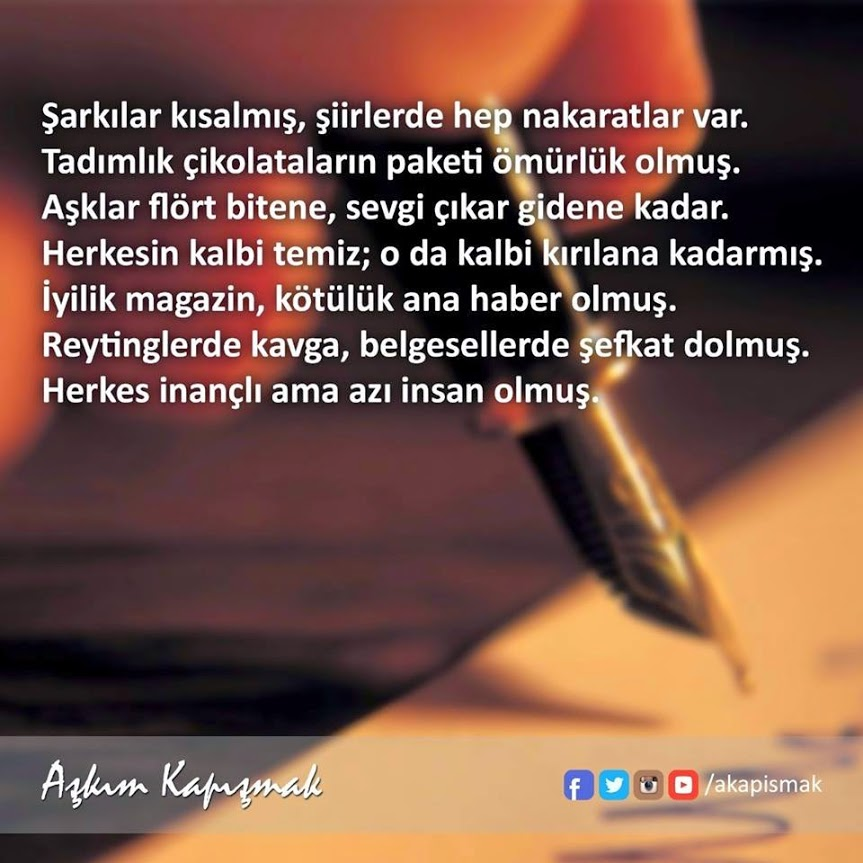 Şarkılar kısalmış, şiirlerde hep nakaratlar var.
Tadımlık çikolataların paketi ömürlük olmuş.
Aşklar flört bitene, sevgi çıkar gidene kadar.
Herkesin kalbi temiz; o da kalbi kırılana kadarmış.
İyilik magazin, kötülük ana haber olmuş.
Reytinglerde kavga, belgesellerde şefkat dolmuş.
Herkes inançlı ama azı insan olmuş.
Aşkım Kapışmak
/akapismak